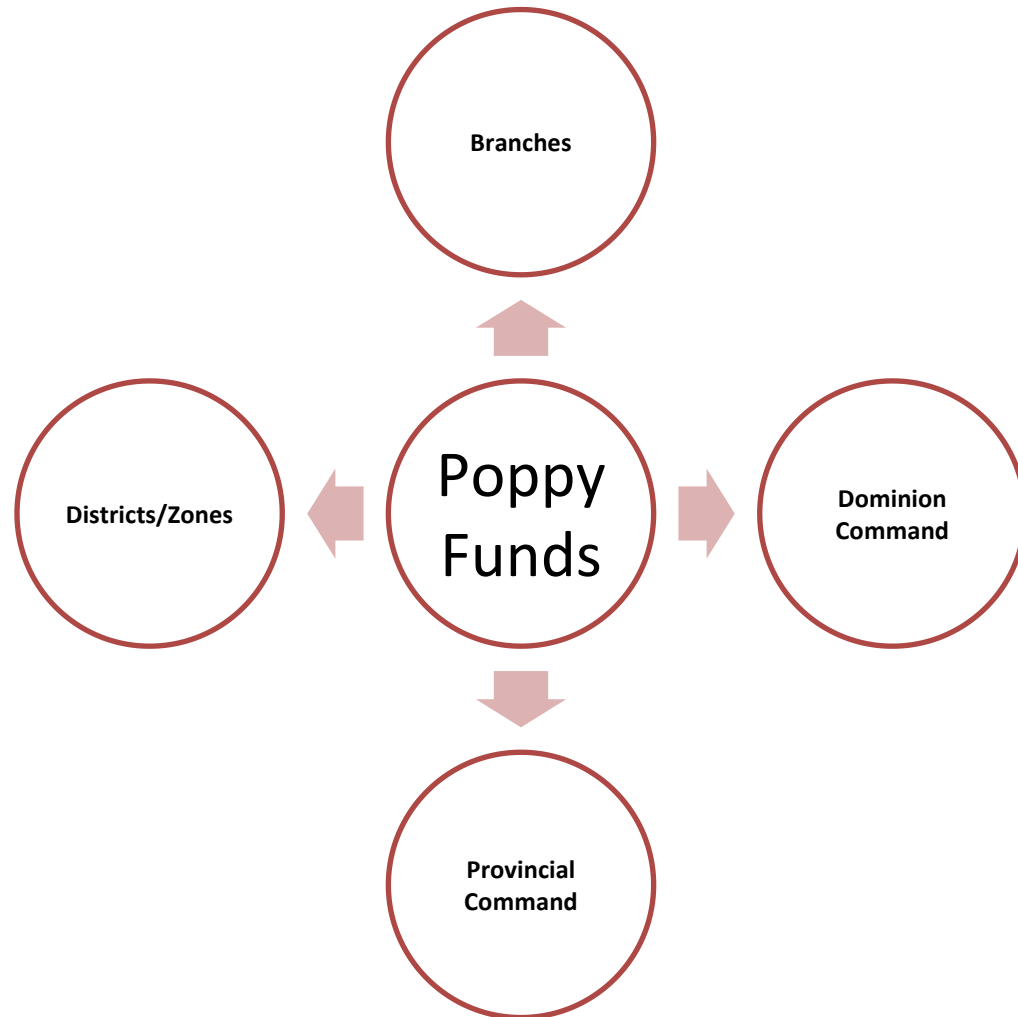 Branches
Districts/Zones
Poppy
Funds
Dominion
Command
Provincial
Command